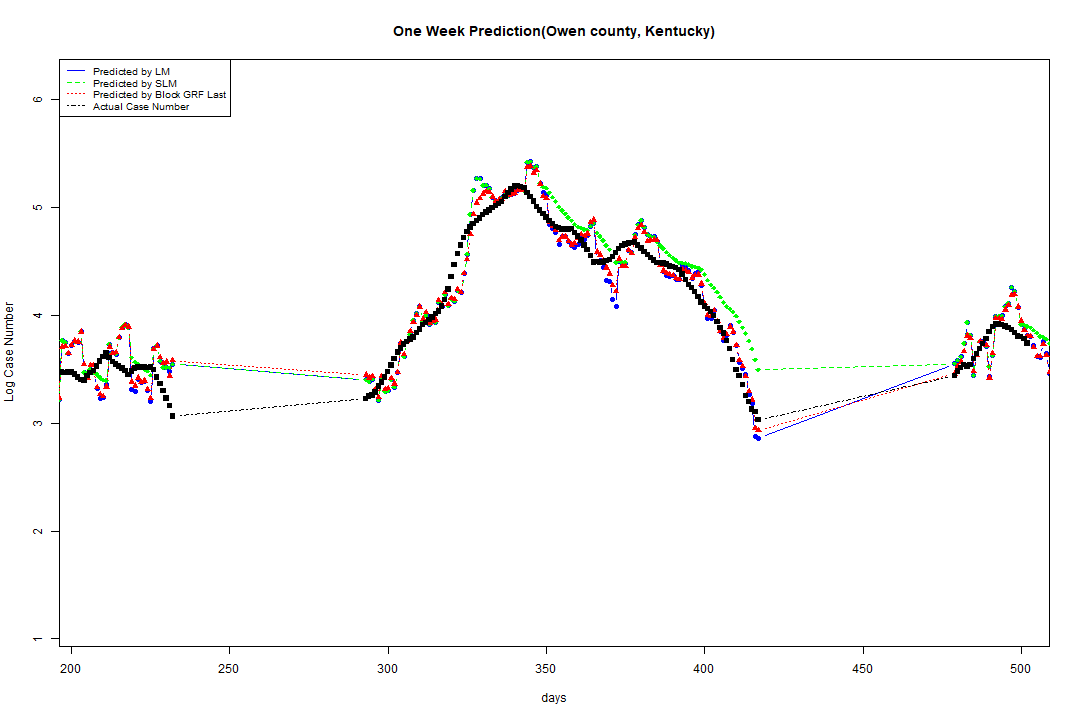 One Week Prediction(Owen county, Kentucky)
Predicted by LM
Predicted by SLM
Predicted by Block GRF Last
Actual Case Number
6
5
4
3
2
1
Log Case Number
200 250 300 350 400 450 500
days